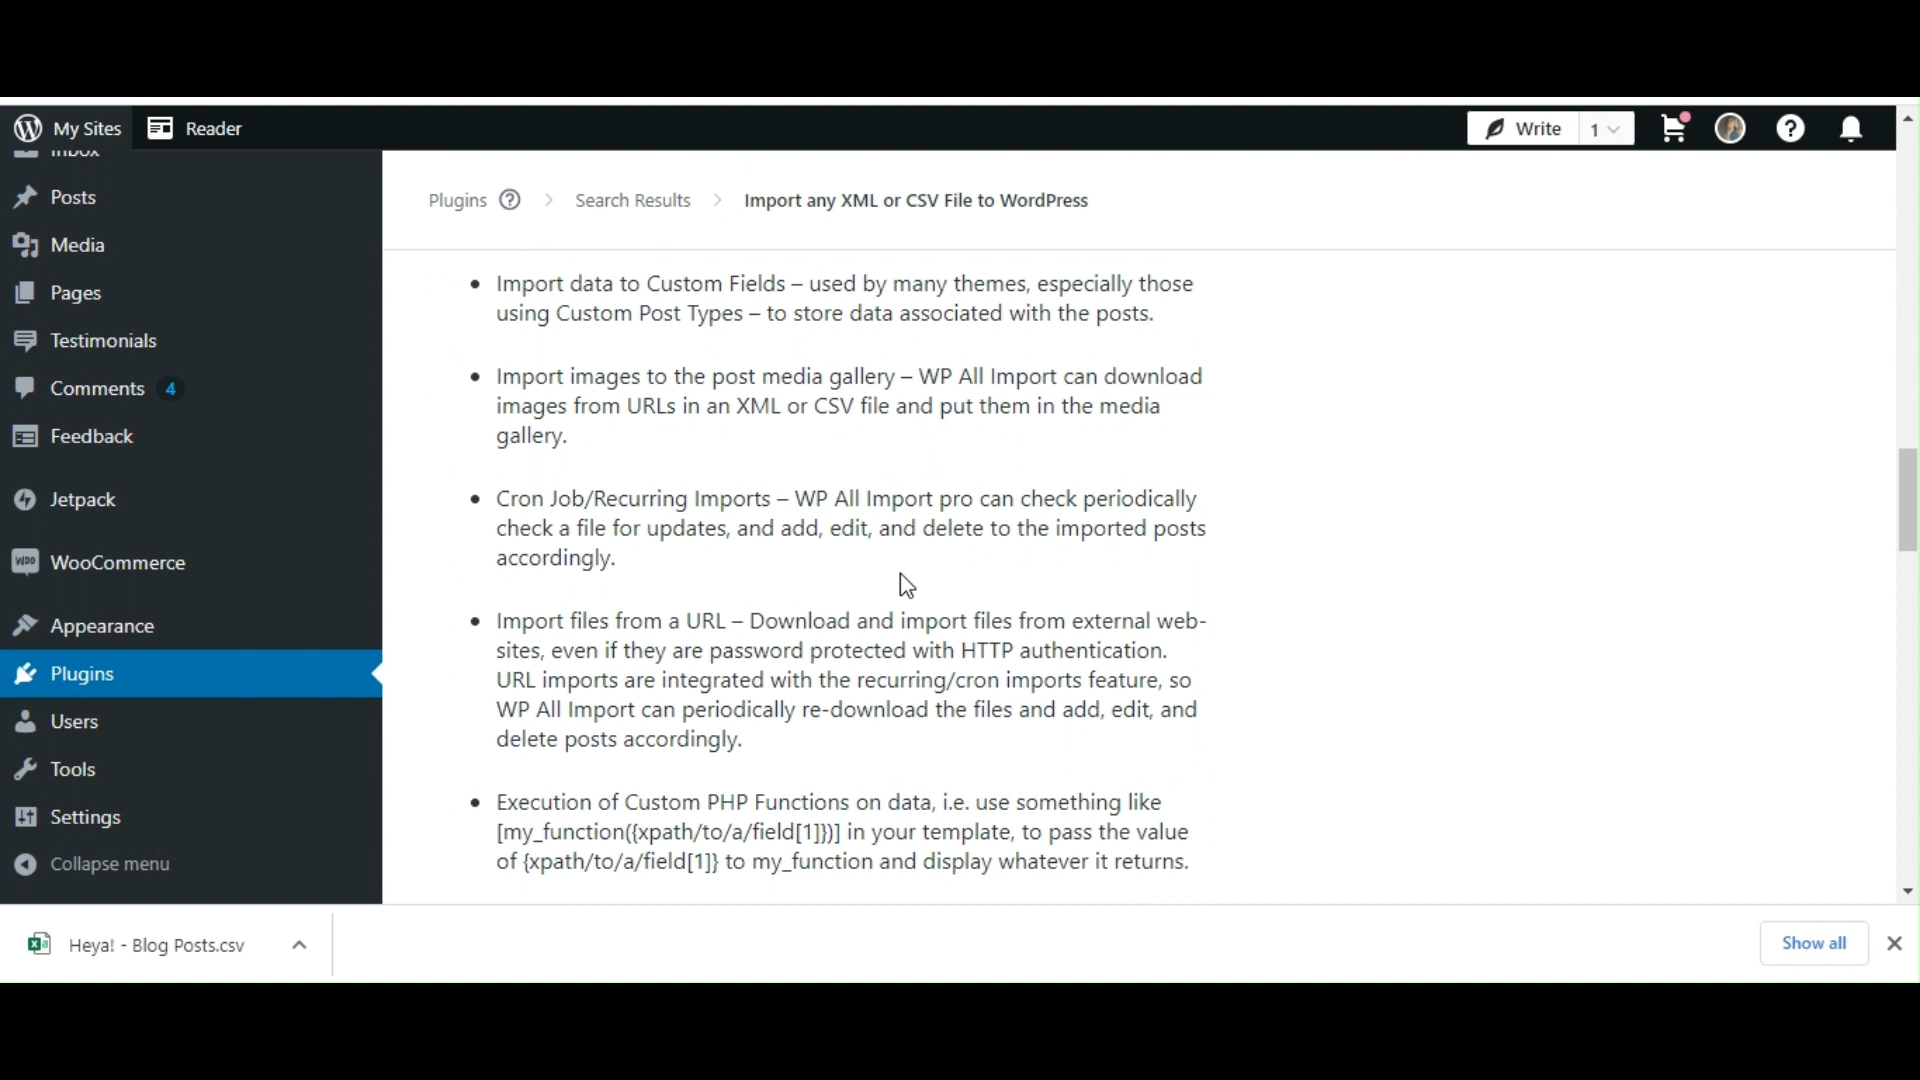 My Sites
Reader
Write
1
Inbox
Posts
Media
Pages
Testimonials
Comments 4
Feedback
Jetpack
WooCommerce
Appearance
Plugins
Users
Tools
Settings
Collapse menu
Plugins ? > Search Results > Import any XML or CSV File to WordPress
• Import data to Custom Fields – used by many themes, especially those
using Custom Post Types – to store data associated with the posts.
• Import images to the post media gallery – WP All Import can download
images from URLs in an XML or CSV file and put them in the media
gallery.
• Cron Job/Recurring Imports – WP All Import pro can check periodically
check a file for updates, and add, edit, and delete to the imported posts
accordingly.
• Import files from a URL – Download and import files from external web-
sites, even if they are password protected with HTTP authentication.
URL imports are integrated with the recurring/cron imports feature, so
WP All Import can periodically re-download the files and add, edit, and
delete posts accordingly.
• Execution of Custom PHP Functions on data, i.e. use something like
[my_function({xpath/to/a/field[1]})] in your template, to pass the value
of {xpath/to/a/field[1]} to my_function and display whatever it returns.
Heya! - Blog Posts.csv
Show all